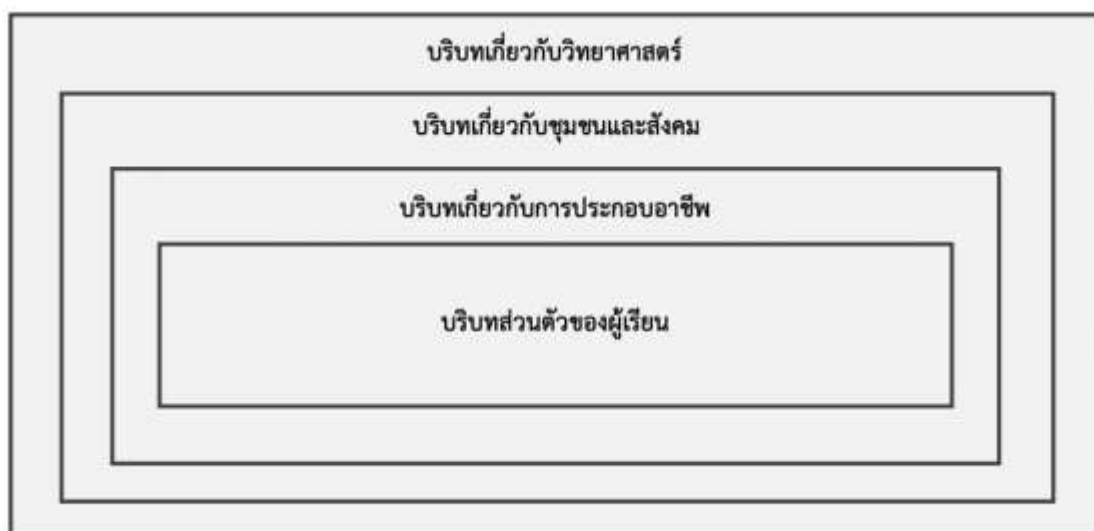 บริบทเกี่ยวกับวิทยาศาสตร์
บริบทเกี่ยวกับชุมชนและสังคม
บริบทเกี่ยวกับการประกอบอาชีพ
บริบทส่วนตัวของผู้เรียน